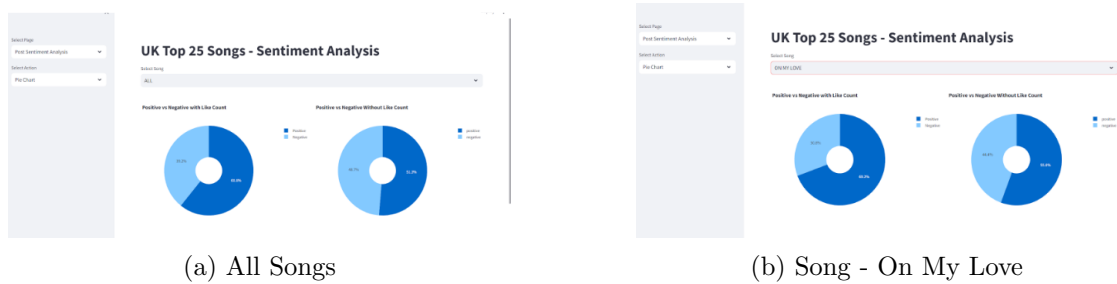 Select Page
Post Sentiment Analysis
Select Action
Pie Chart
UK Top 25 Songs - Sentiment Analysis
Select Song
ALL
Positive vs Negative with Like Count
Positive
Negative
Positive vs Negative Without Like Count
positive
negative
51.2%
(a) All Songs
Select Page
Post Sentiment Analysis
Select Action
Pie Chart
UK Top 25 Songs - Sentiment Analysis
Select Song
ON MY LOVE
Positive vs Negative with Like Count
Positive
Negative
Positive vs Negative Without Like Count
positive
negative
(b) Song - On My Love